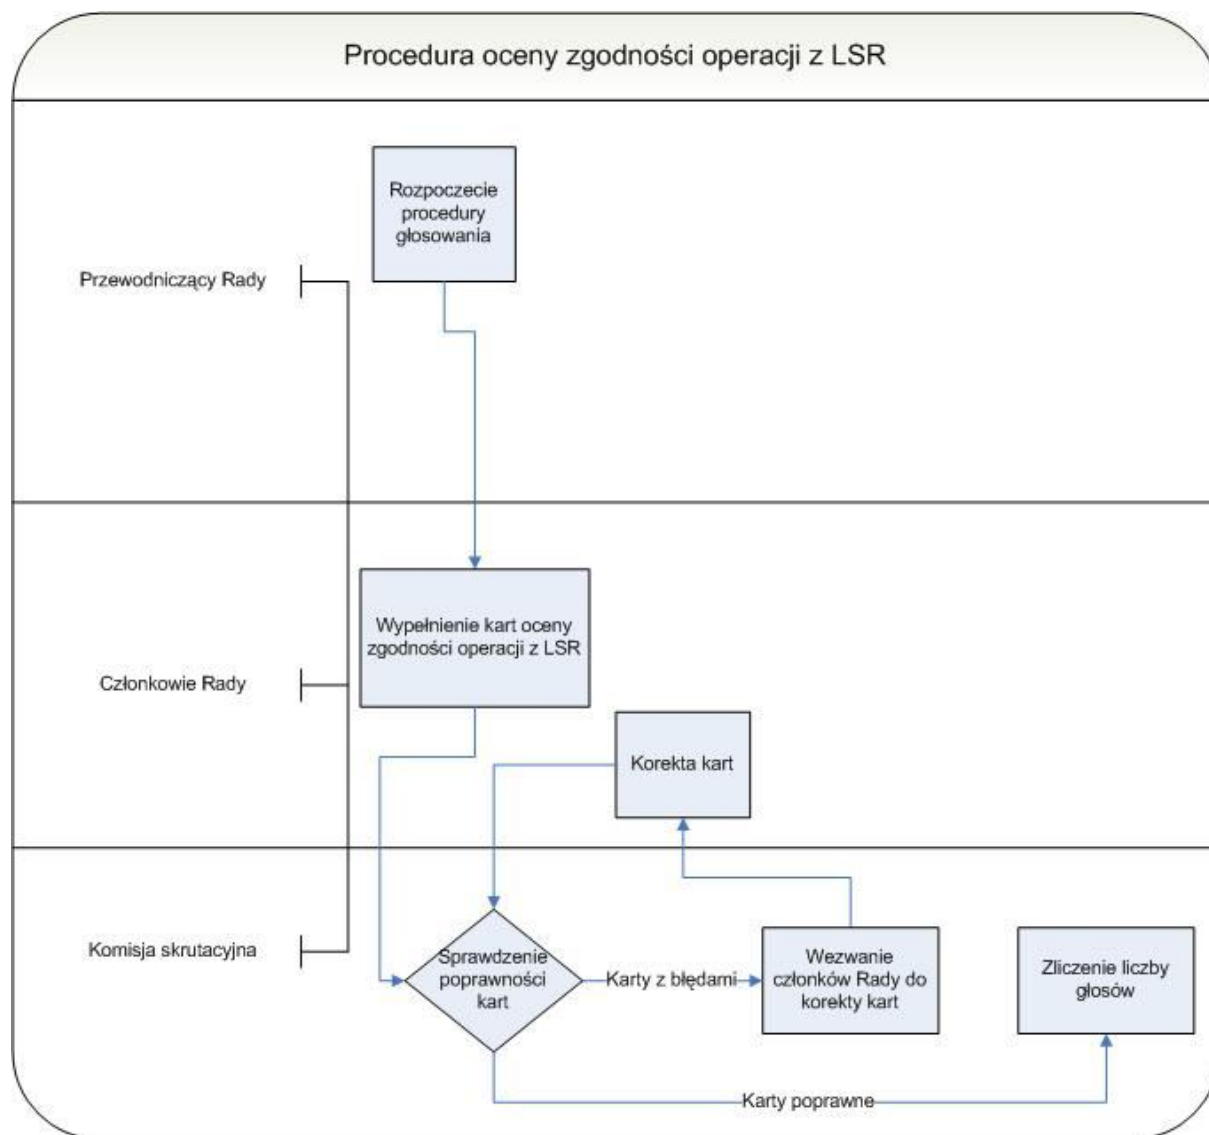 Procedura oceny zgodności operacji z LSR
Rozpoczecie
procedury
głosowania
Przewodniczący Rady
Wypełnienie kart oceny
zgodności operacji z LSR
Członkowie Rady
Korekta kart
Komisja skrutacyjna
Sprawdzenie
poprawności
kart
Karty z błędami
Wezwanie
członków Rady do
korekty kart
Zliczenie liczby
głosów
Karty poprawne